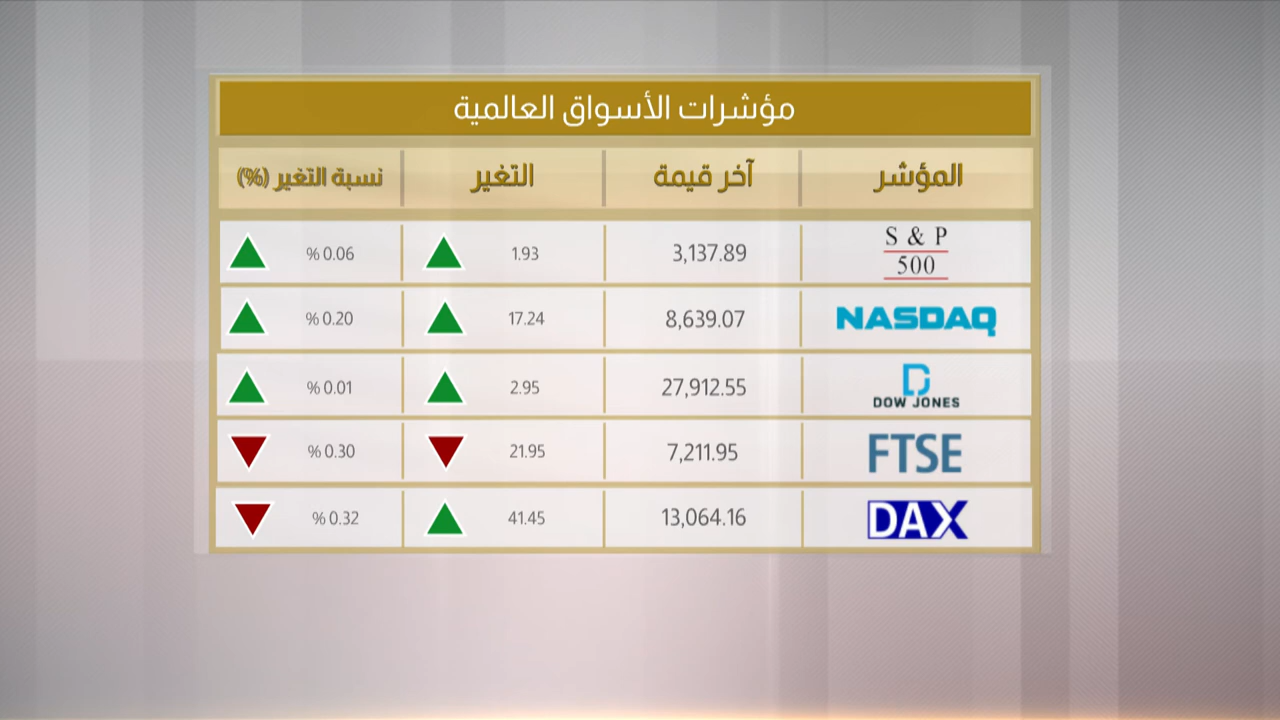 مؤشرات الأسواق العالمية
المؤشر آخر قيمة التغير نسبة التغير (%)
S & P
500
3,137.89 1.93 % 0.06
NASDAQ 8,639.07 17.24 % 0.20
DOW JONES 27,912.55 2.95 % 0.01
FTSE 7,211.95 21.95 % 0.30
DAX 13,064.16 41.45 % 0.32